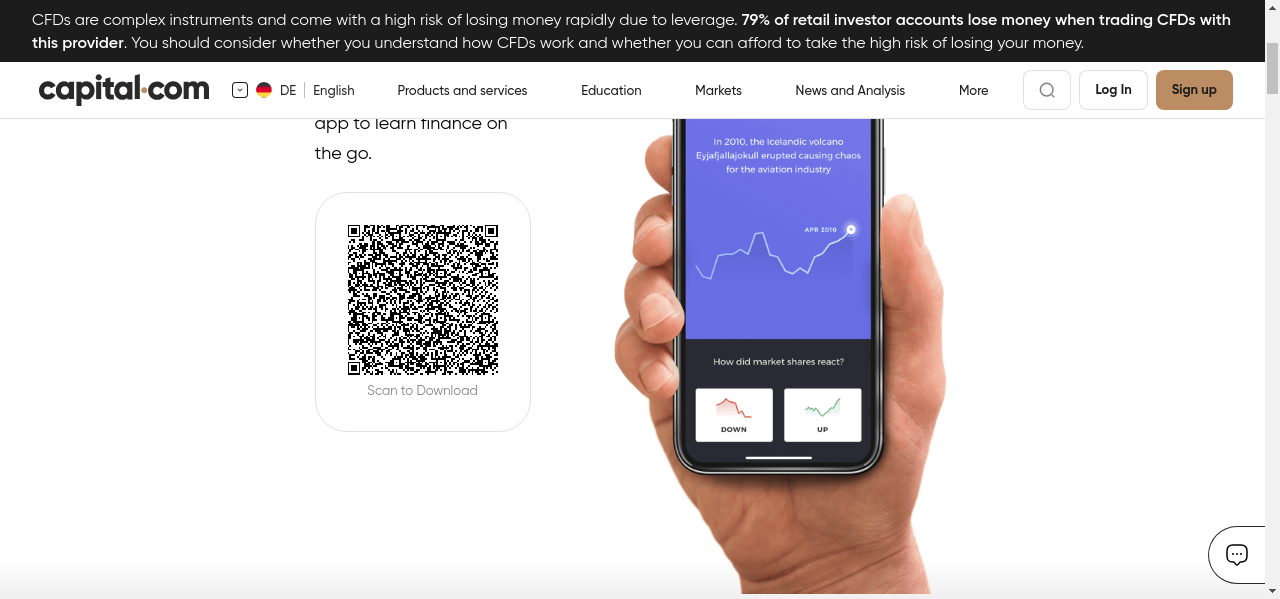 CFDs are complex instruments and come with a high risk of losing money rapidly due to leverage. 79% of retail investor accounts lose money when trading CFDs with
this provider. You should consider whether you understand how CFDs work and whether you can afford to take the high risk of losing your money.
capital.com
DE
English
Products and services
Education
Markets
News and Analysis
More
Log In
Sign up
app to learn finance on
the go.
Scan to Download
In 2010, the Icelandic volcano
Eyjafjallajokull erupted causing chaos
for the aviation industry
APR 2010
How did market shares react?
DOWN
UP